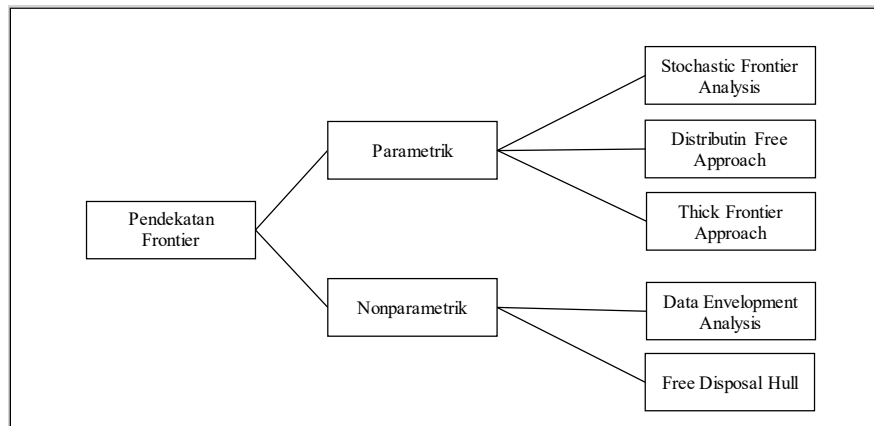 Stochastic Frontier
Analysis
Parametrik
Distributin Free
Approach
Thick Frontier
Approach
Pendekatan
Frontier
Nonparametrik
Data Envelopment
Analysis
Free Disposal Hull